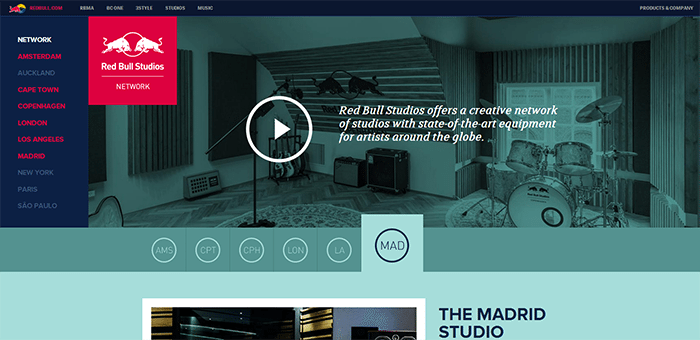 REDBULL.COM
RBMA
BC ONE
3STYLE
STUDIOS
MUSIC
PRODUCTS & COMPANY
NETWORK
AMSTERDAM
AUCKLAND
CAPE TOWN
COPENHAGEN
LONDON
LOS ANGELES
MADRID
NEW YORK
PARIS
SÃO PAULO
Red Bull Studios
NETWORK
Red Bull Studios offers a creative network
of studios with state-of-the-art equipment
for artists around the globe.
Red Bull Studios
AMS
CPT
CPH
LON
LA
MAD
THE MADRID
STUDIO